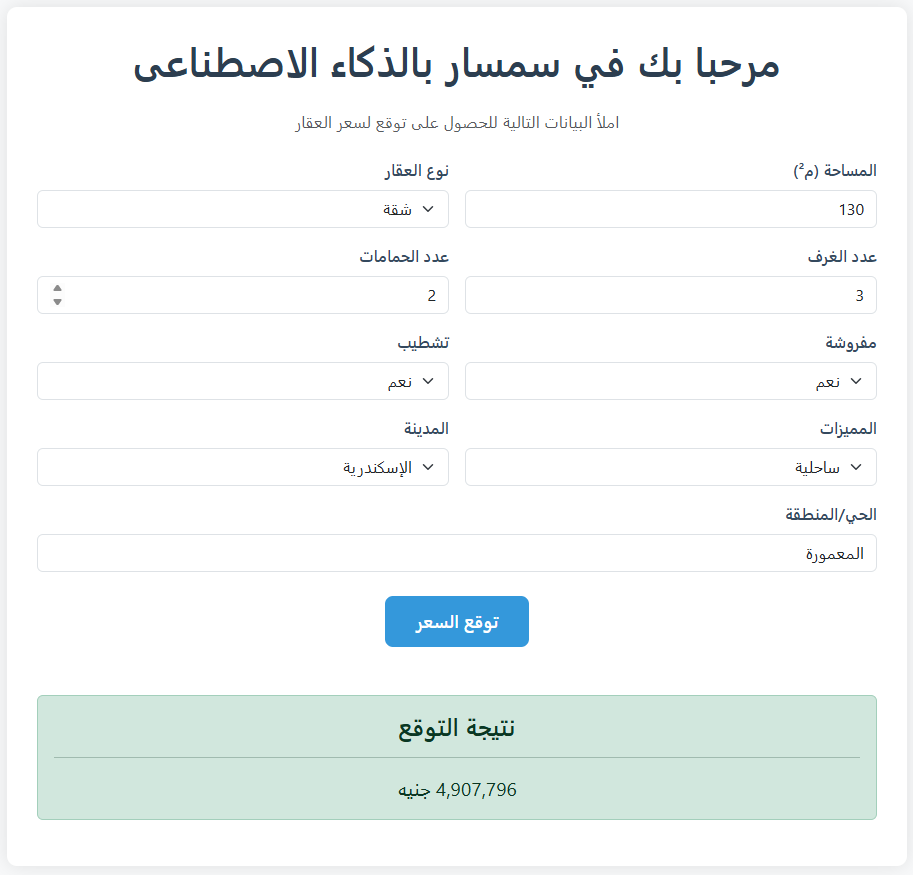 مرحبا بك في سمسار بالذكاء الاصطناعى
املأ البيانات التالية للحصول على توقع لسعر العقار
المساحة (م²)
130
نوع العقار
شقة
عدد الغرف
3
عدد الحمامات
2
مفروشة
نعم
تشطيب
نعم
المميزات
ساحلية
المدينة
الإسكندرية
الحي/المنطقة
المعمورة
توقع السعر
نتيجة التوقع
4,907,796 جنيه